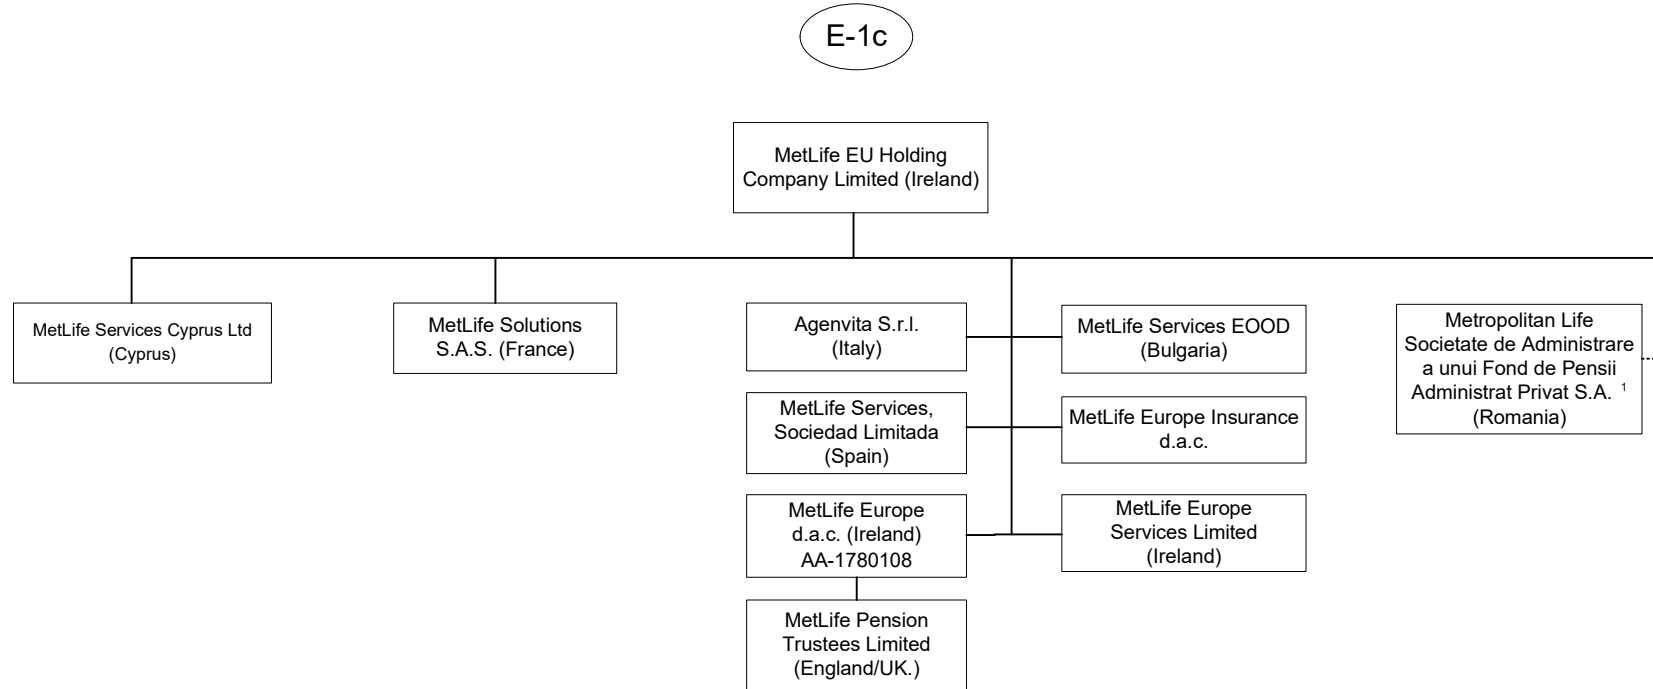 E-1c
MetLife EU Holding
Company Limited (Ireland)
MetLife Services Cyprus Ltd
(Cyprus)
MetLife Solutions
S.A.S. (France)
Agenvita S.r.l.
(Italy)
MetLife Services EOOD
(Bulgaria)
Metropolitan Life
Societate de Administrare
a unui Fond de Pensii
Administrat Privat S.A. 1
(Romania)
MetLife Services,
Sociedad Limitada
(Spain)
MetLife Europe Insurance
d.a.c.
MetLife Europe
d.a.c. (Ireland)
AA-1780108
MetLife Europe
Services Limited
(Ireland)
MetLife Pension
Trustees Limited
(England/UK.)